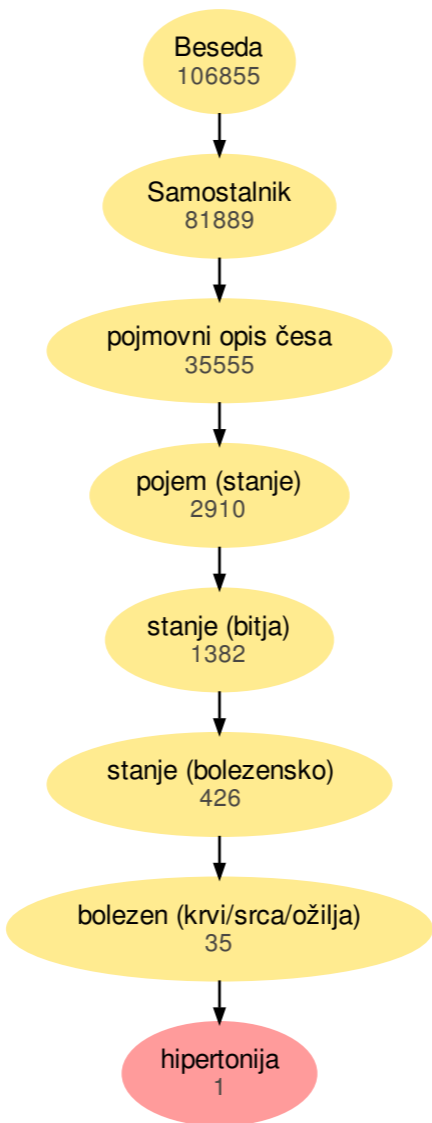 Beseda
106855
Samostalnik
81889
pojmovni opis česa
35555
pojem (stanje)
2910
stanje (bitja)
1382
stanje (bolezensko)
426
bolezen (krvi/srca/ožilja)
35
hipertonija
1